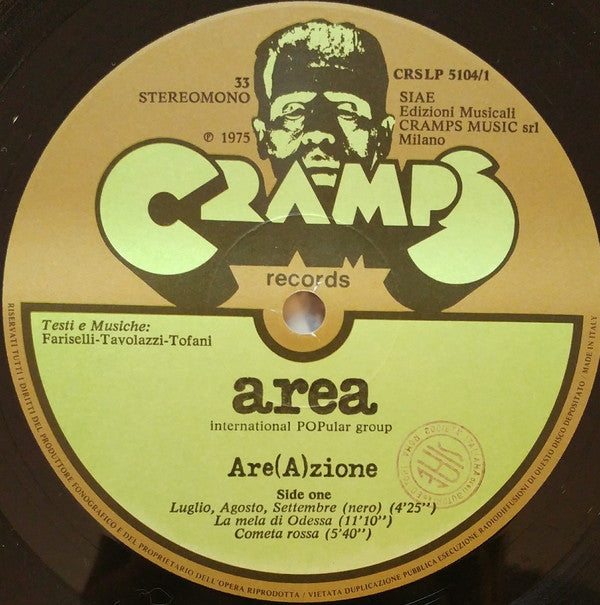 33
STEREOMONO
℗ 1975
CRSLP 5104/1
SIAE
Edizioni Musicali
CRAMPS MUSIC srl
Milano
CRAMPS
records
Testi e Musiche:
Fariselli-Tavolazzi-Tofani
area
international POPular group
Are(A)zione
Side one
Luglio, Agosto, Settembre (nero) (4'25'')
La mela di Odessa (11'10'')
Cometa rossa (5'40'')
RISERVATI TUTTI I DIRITTI DEL PRODUTTORE FONOGRAFICO E DEL PROPRIETARIO DELL'OPERA RIPRODOTTA / VIETATA DUPLICAZIONE PUBBLICA ESECUZIONE RADIODIFFUSIONI DI QUESTO DISCO DEPOSITATO / MADE IN ITALY